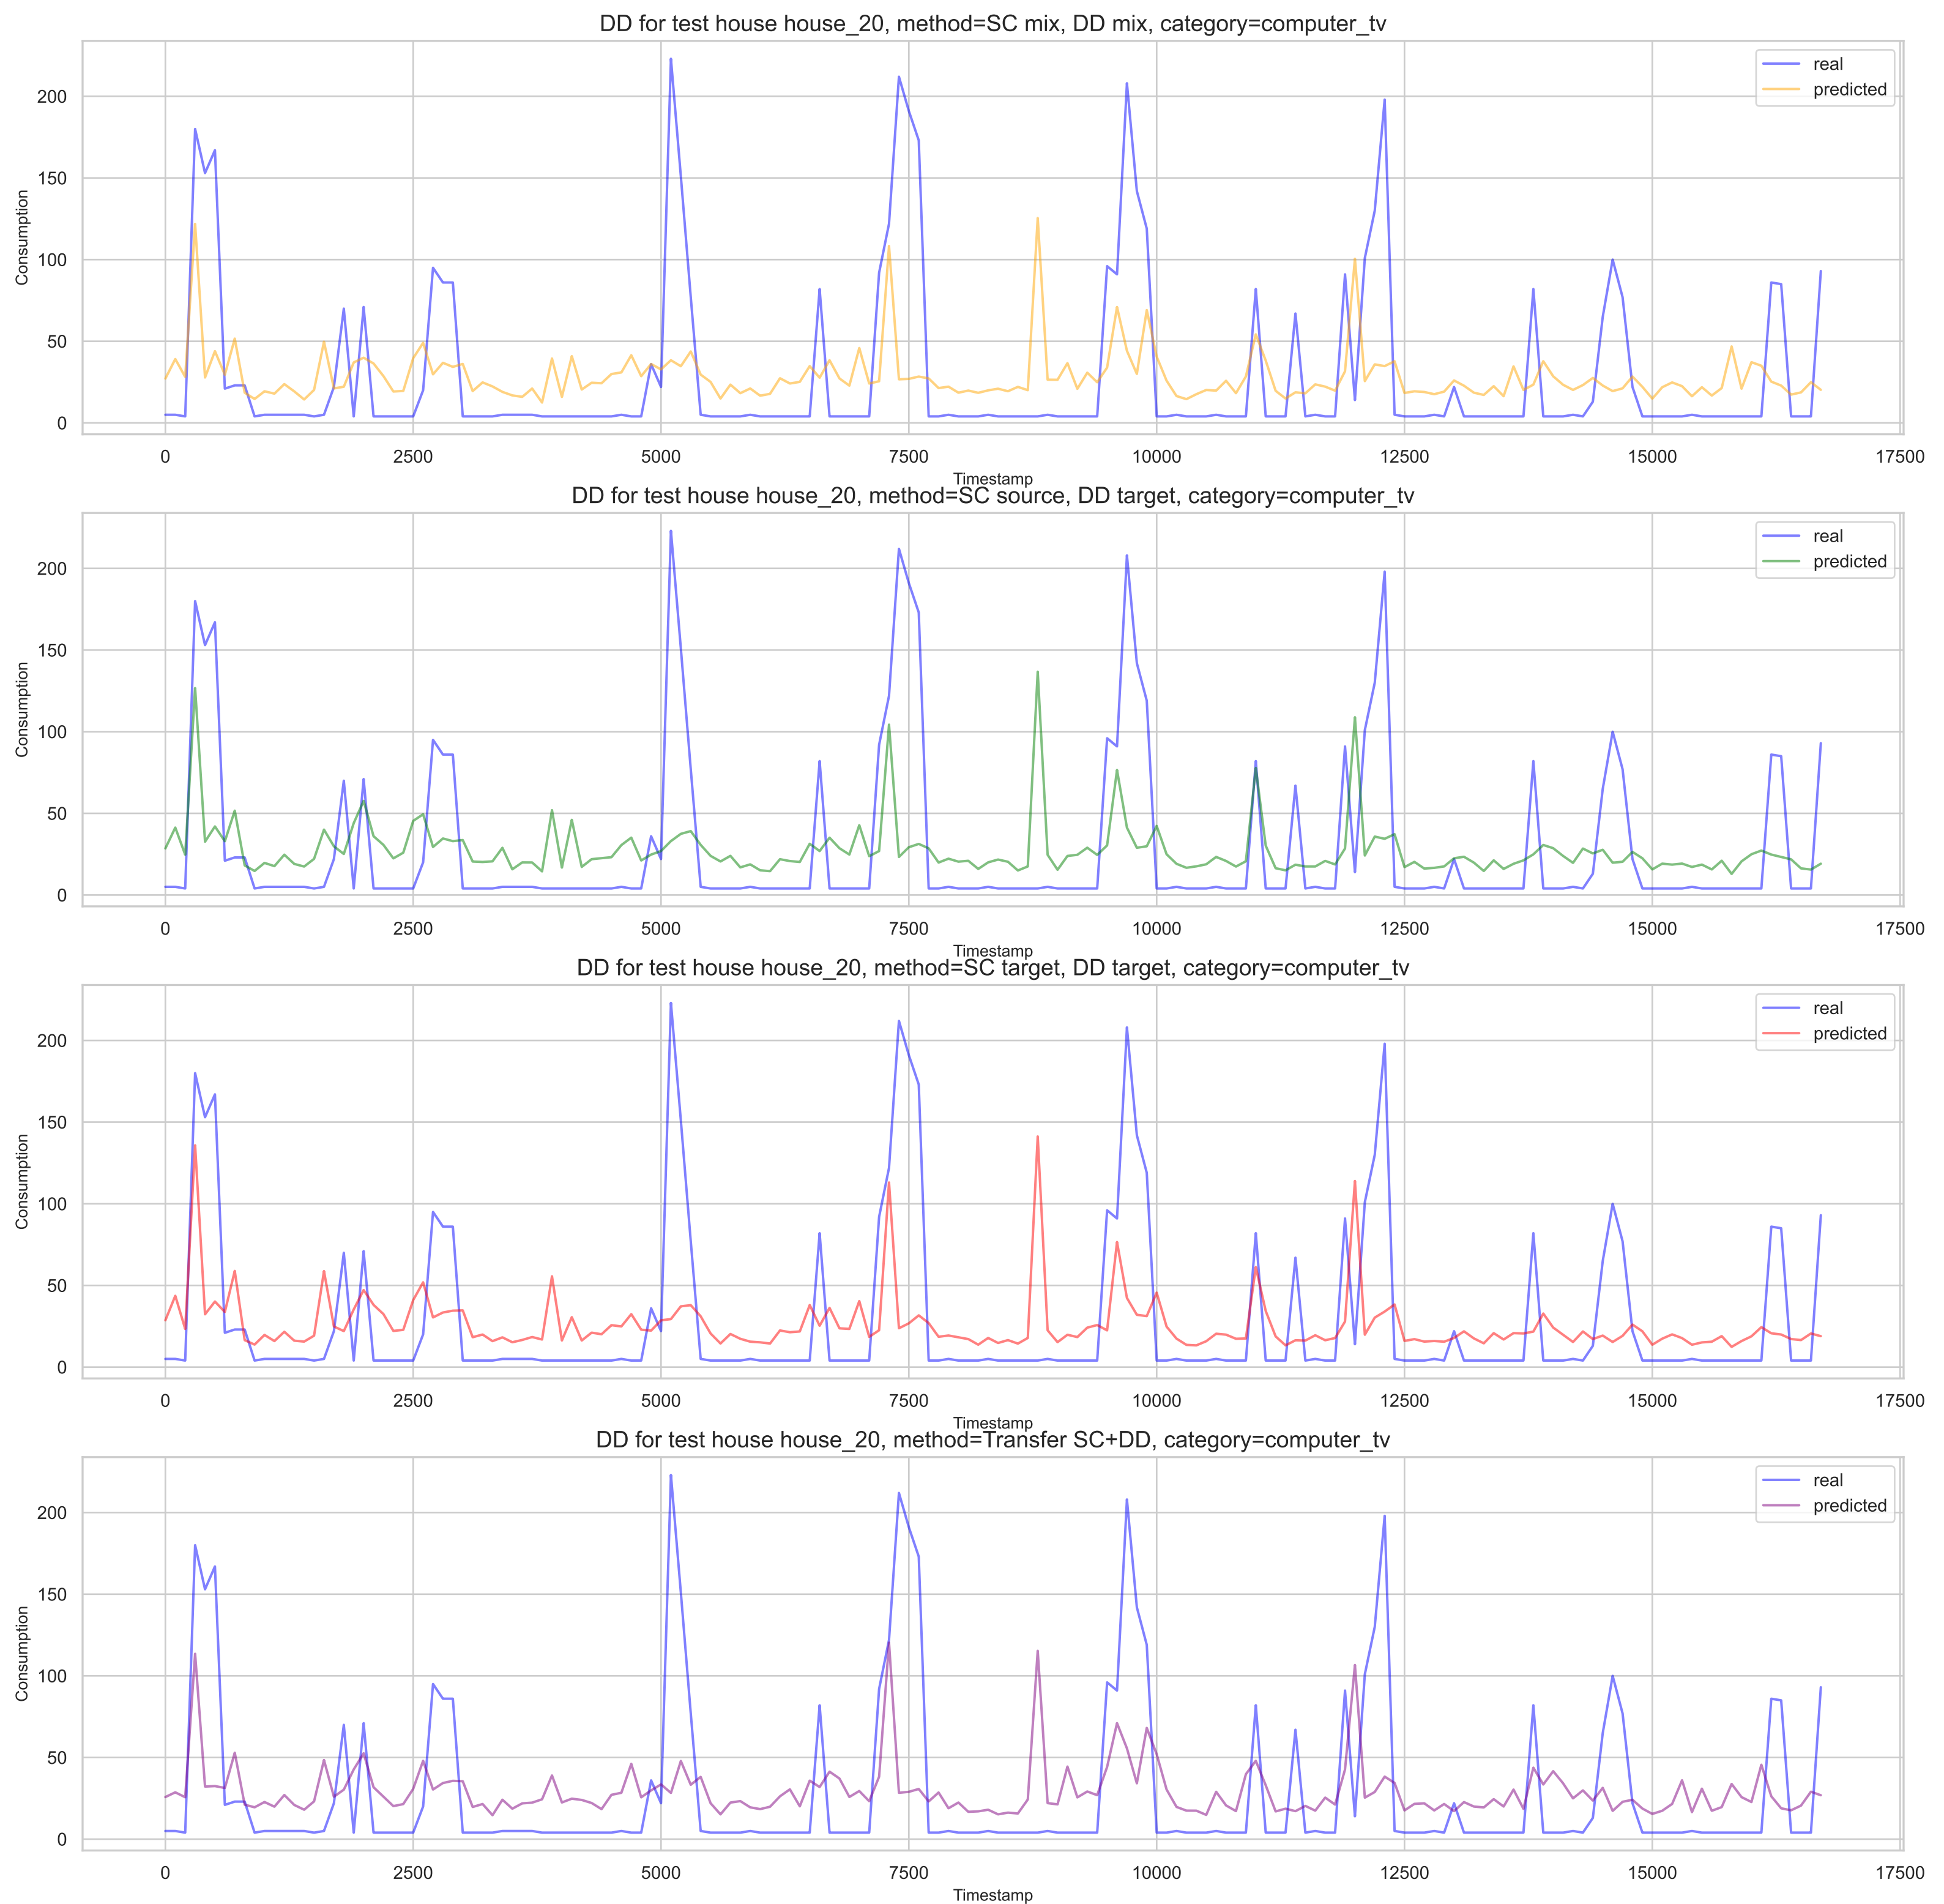 DD for test house house_20, method=SC mix, DD mix, category=computer_tv
real
predicted
Consumption
200
150
100
50
0
0 2500 5000 7500 10000 12500 15000 17500
Timestamp
DD for test house house_20, method=SC source, DD target, category=computer_tv
real
predicted
Consumption
200
150
100
50
0
0 2500 5000 7500 10000 12500 15000 17500
Timestamp
DD for test house house_20, method=SC target, DD target, category=computer_tv
real
predicted
Consumption
200
150
100
50
0
0 2500 5000 7500 10000 12500 15000 17500
Timestamp
DD for test house house_20, method=Transfer SC+DD, category=computer_tv
real
predicted
Consumption
200
150
100
50
0
0 2500 5000 7500 10000 12500 15000 17500
Timestamp